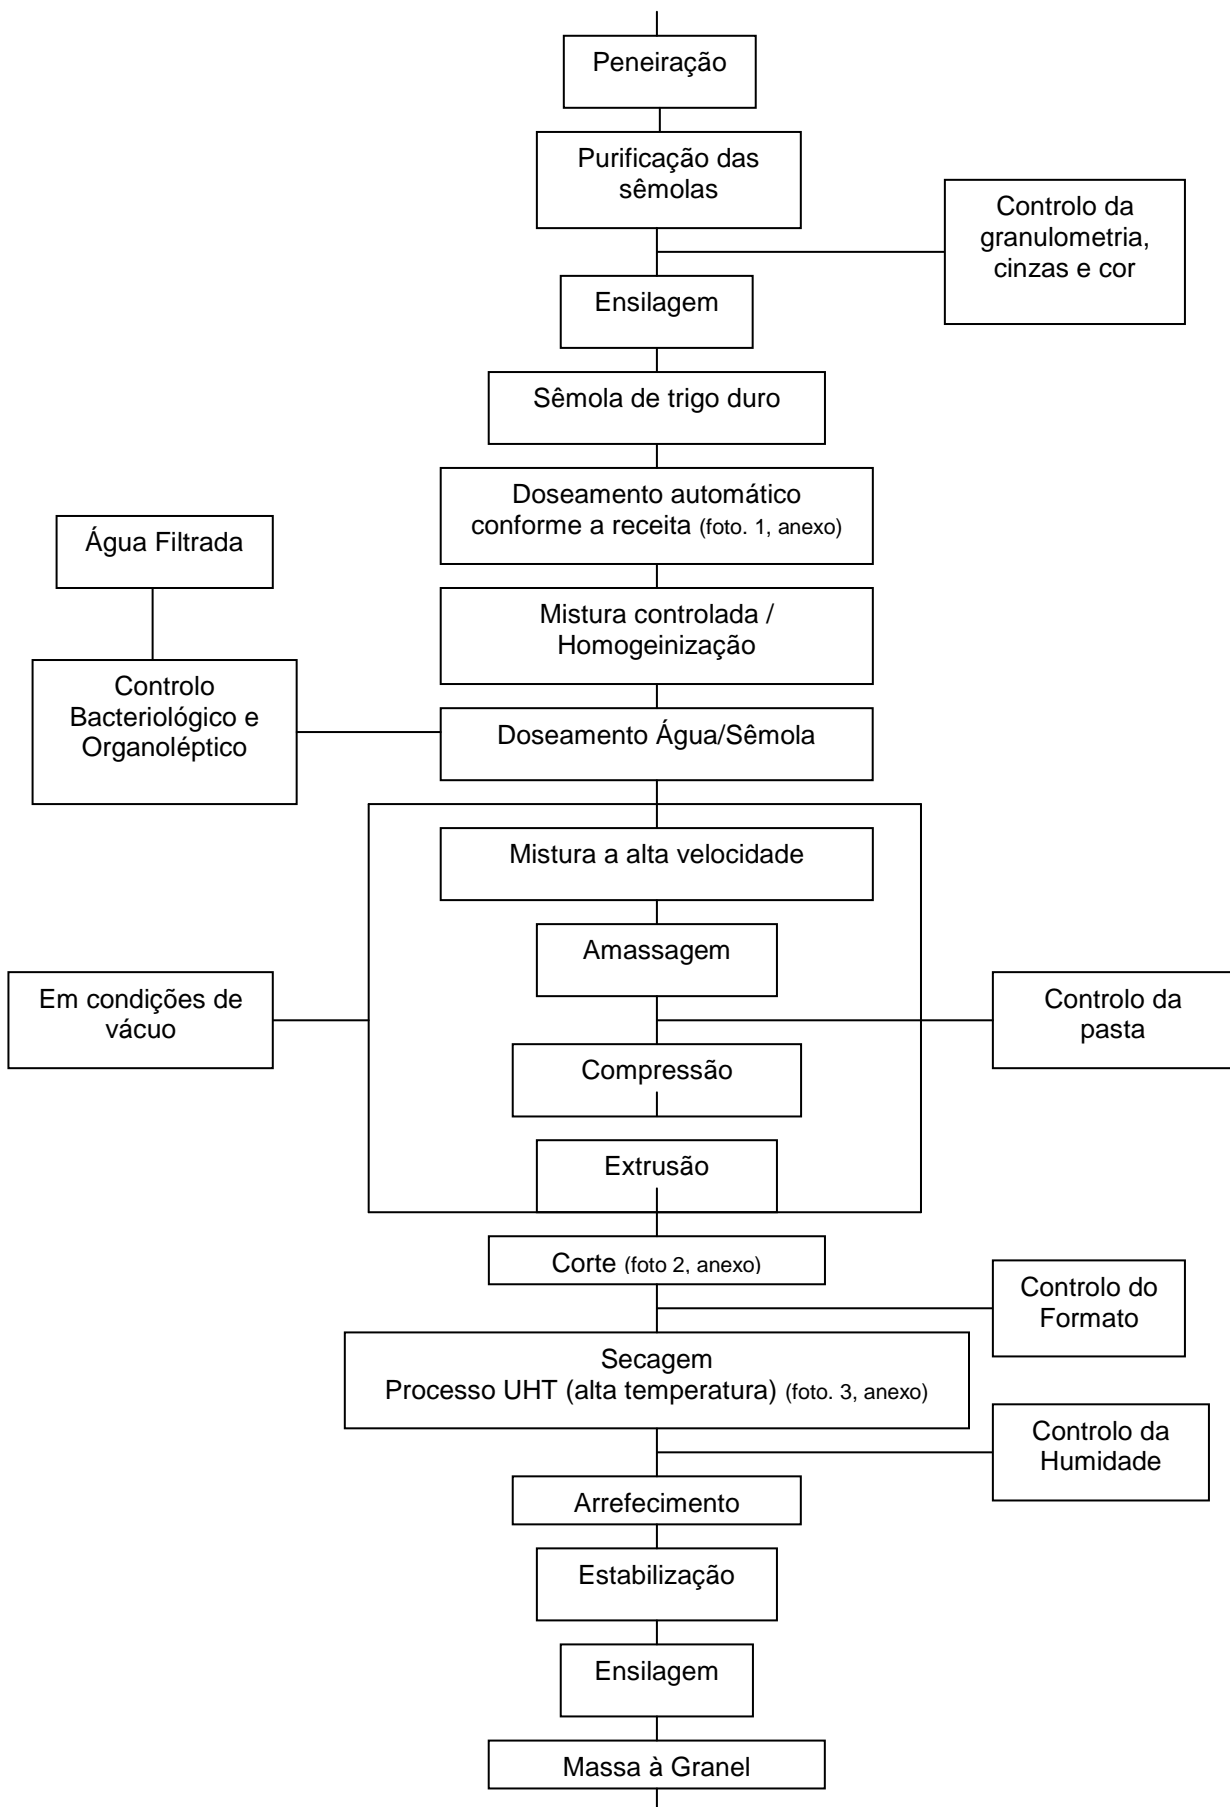 Peneiração
Purificação das
sêmolas
Controlo da
granulometria,
cinzas e cor
Ensilagem
Sêmola de trigo duro
Doseamento automático
conforme a receita (foto. 1, anexo)
Água Filtrada
Mistura controlada /
Homogeinização
Controlo
Bacteriológico e
Organoléptico
Doseamento Água/Sêmola
Mistura a alta velocidade
Amassagem
Em condições de
vácuo
Controlo da
pasta
Compressão
Extrusão
Corte (foto 2, anexo)
Controlo do
Formato
Secagem
Processo UHT (alta temperatura) (foto. 3, anexo)
Controlo da
Humidade
Arrefecimento
Estabilização
Ensilagem
Massa à Granel